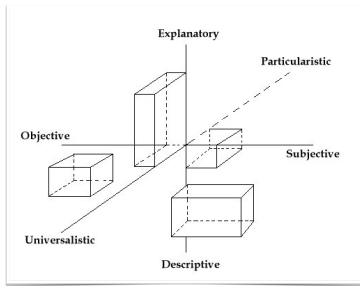 Explanatory
Particularistic
Objective
Subjective
Universalistic
Descriptive